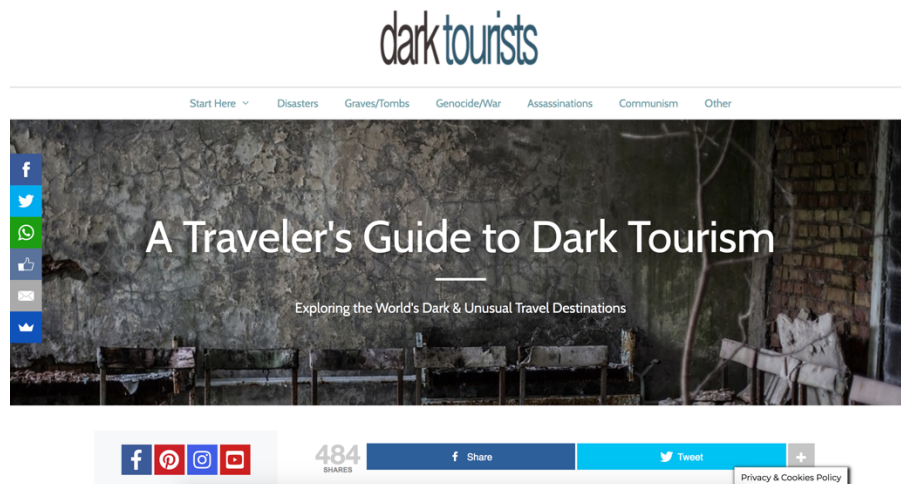 dark tourists
Start Here Disasters Graves/Tombs Genocide/War Assassinations Communism Other
A Traveler's Guide to Dark Tourism
Exploring the World's Dark & Unusual Travel Destinations
484
SHARES
Share
Tweet
Privacy & Cookies Policy